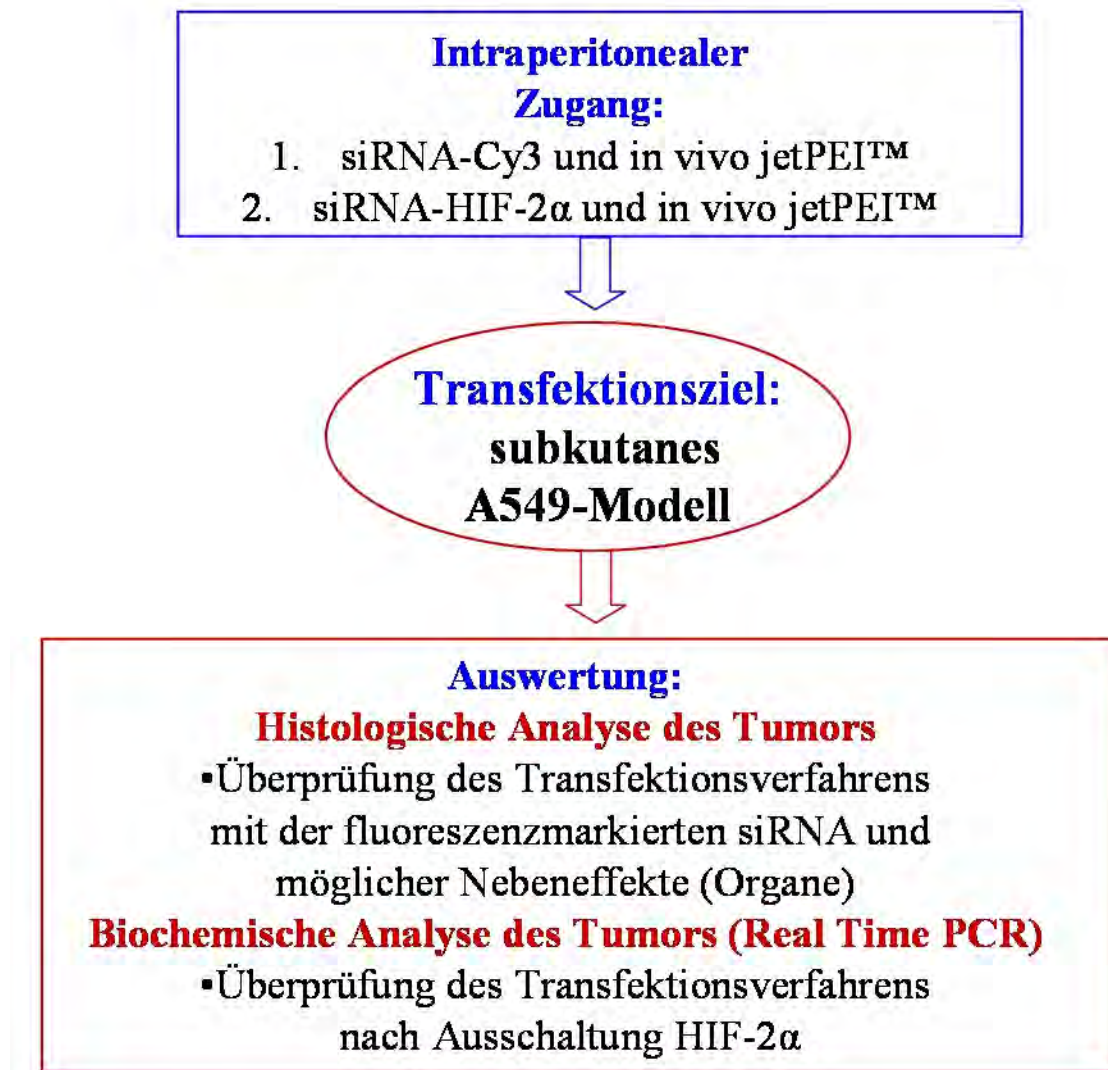 Intraperitonealer
Zugang:
1. siRNA-Cy3 und in vivo jetPEI™
2. siRNA-HIF-2α und in vivo jetPEI™
Transfektionsziel:
subkutanes
A549-Modell
Auswertung:
Histologische Analyse des Tumors
▪Überprüfung des Transfektionsverfahrens
mit der fluoreszenzmarkierten siRNA und
möglicher Nebeneffekte (Organe)
Biochemische Analyse des Tumors (Real Time PCR)
▪Überprüfung des Transfektionsverfahrens
nach Ausschaltung HIF-2α